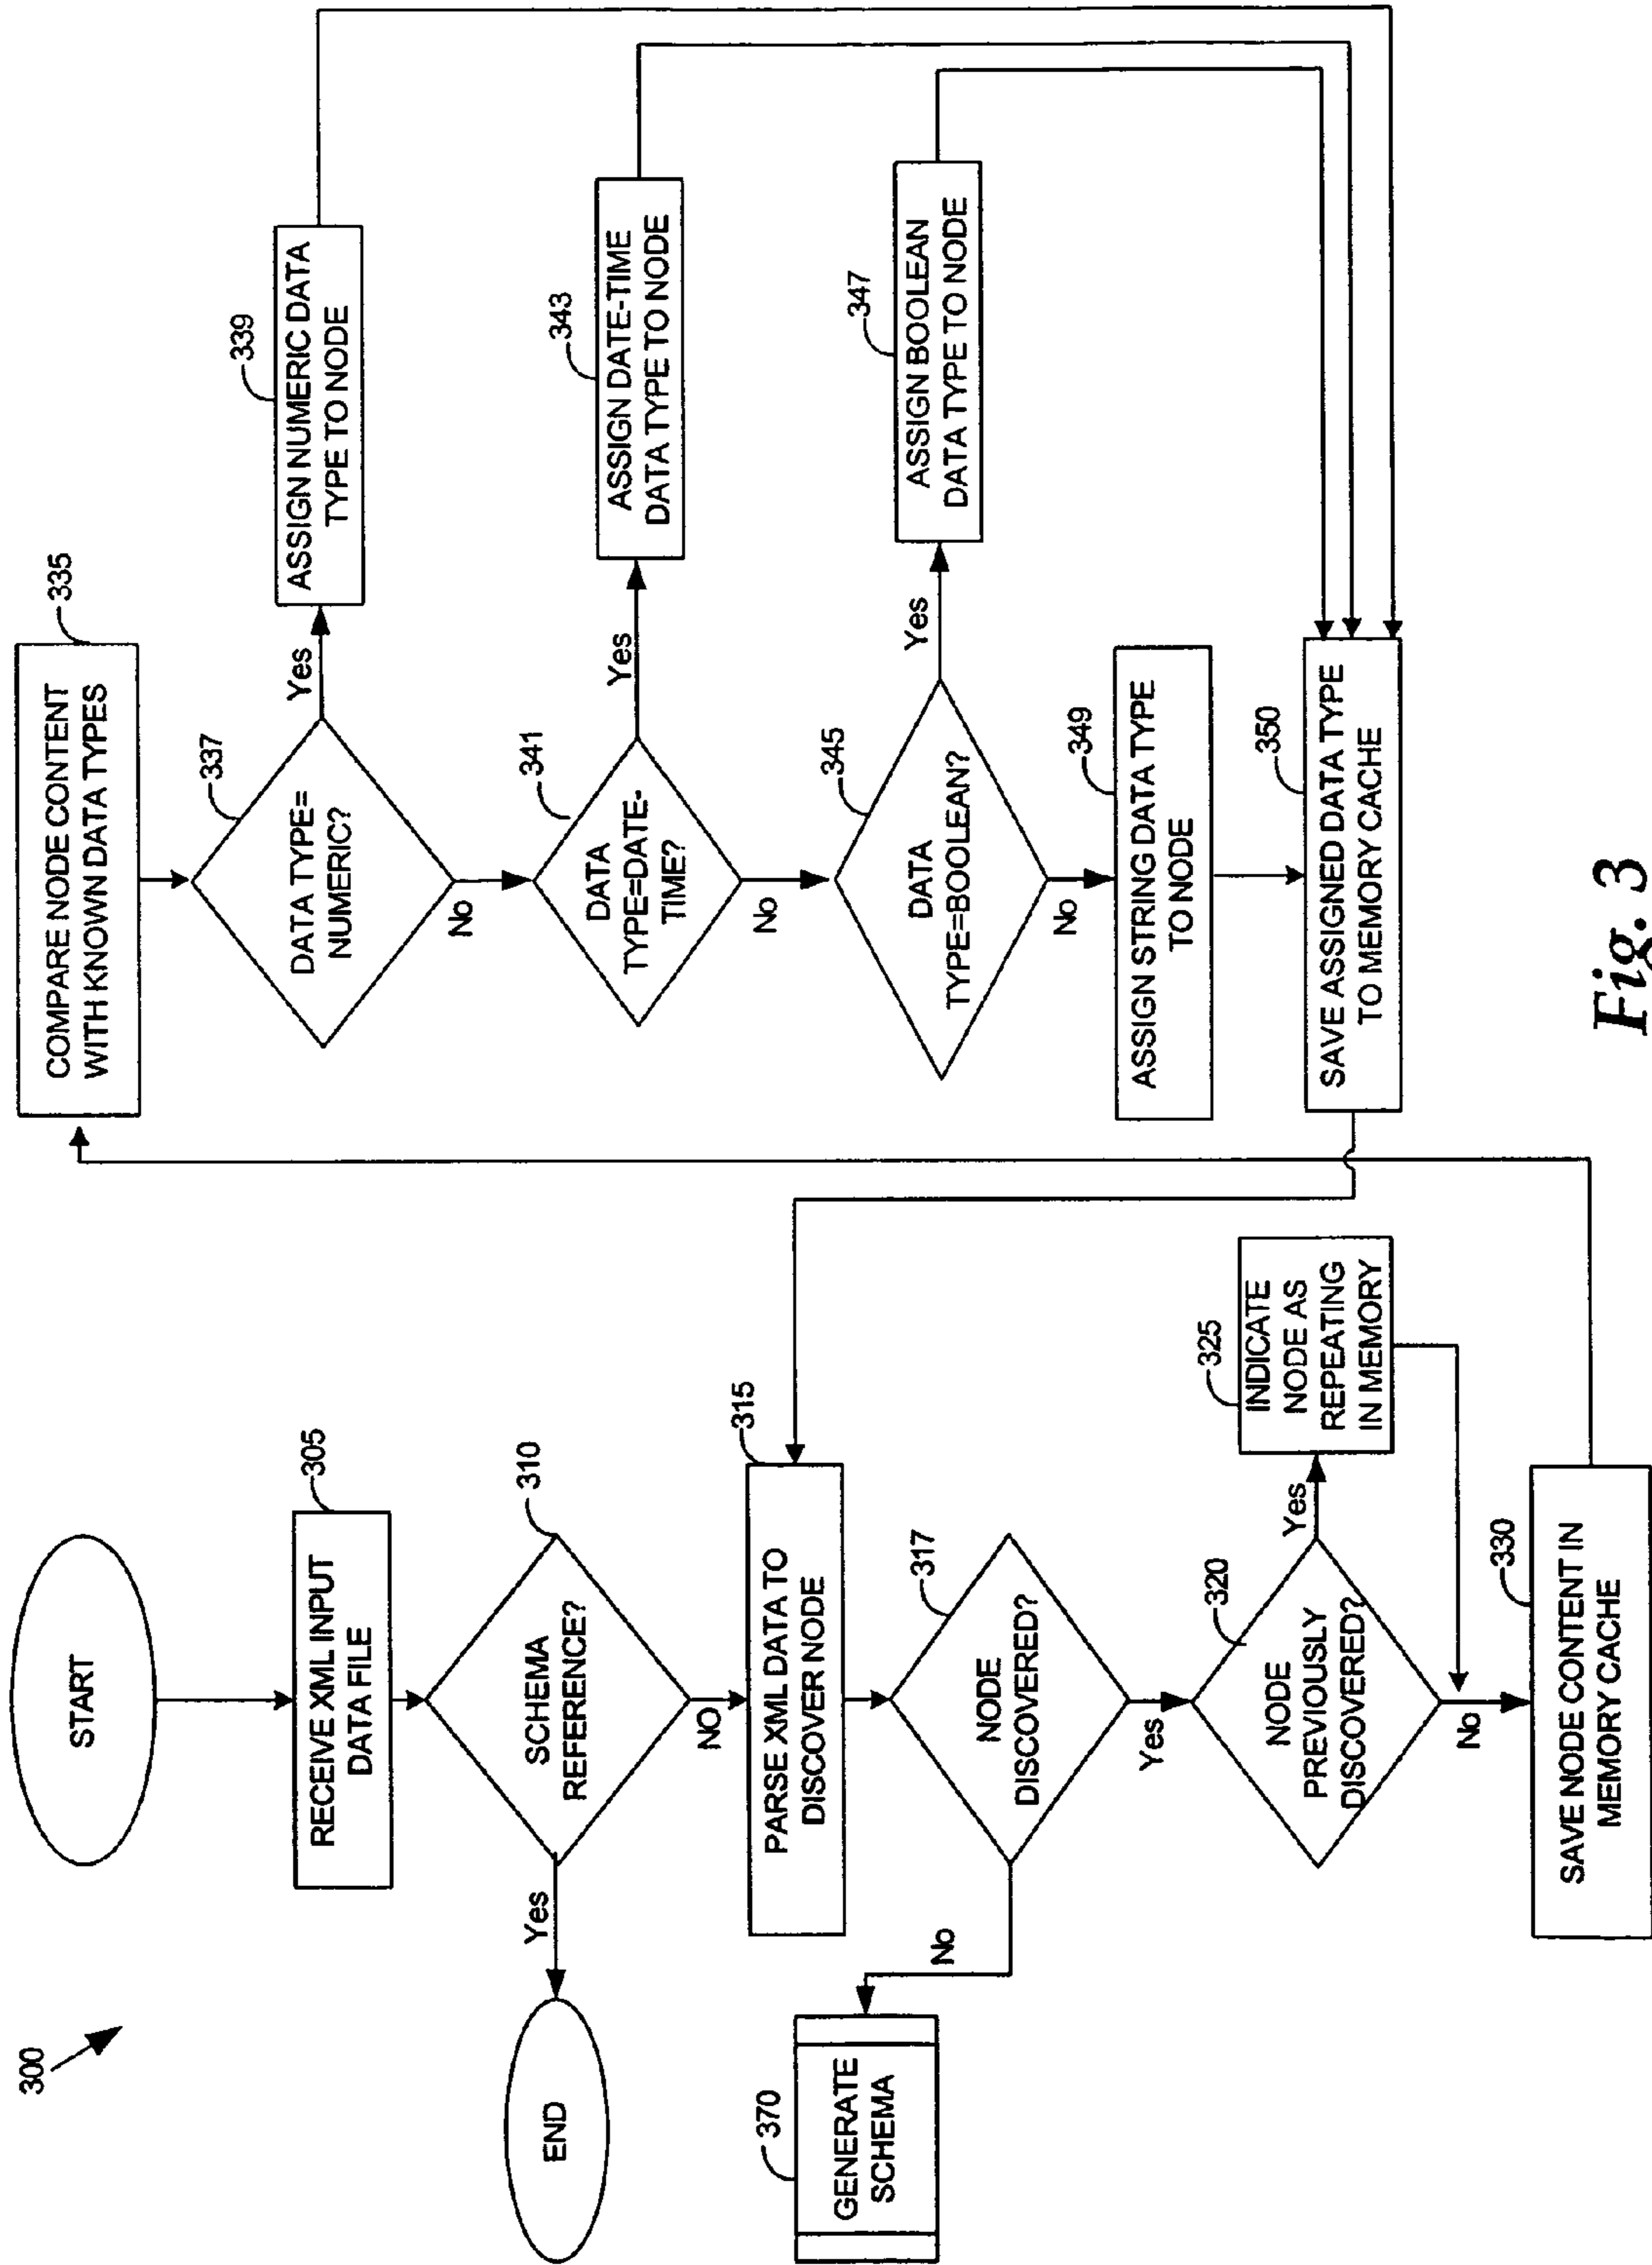 300
START
305
RECEIVE XML INPUT
DATA FILE
310
SCHEMA
REFERENCE?
Yes
END
NO
315
PARSE XML DATA TO
DISCOVER NODE
317
NODE
DISCOVERED?
No
370
GENERATE
SCHEMA
Yes
320
NODE
PREVIOUSLY
DISCOVERED?
Yes
325
INDICATE
NODE AS
REPEATING
IN MEMORY
No
330
SAVE NODE CONTENT IN
MEMORY CACHE
335
COMPARE NODE CONTENT
WITH KNOWN DATA TYPES
337
DATA TYPE=
NUMERIC?
Yes
339
ASSIGN NUMERIC DATA
TYPE TO NODE
No
341
DATA
TYPE=DATE-
TIME?
Yes
343
ASSIGN DATE-TIME
DATA TYPE TO NODE
No
345
DATA
TYPE=BOOLEAN?
Yes
347
ASSIGN BOOLEAN
DATA TYPE TO NODE
No
349
ASSIGN STRING DATA TYPE
TO NODE
350
SAVE ASSIGNED DATA TYPE
TO MEMORY CACHE
Fig. 3